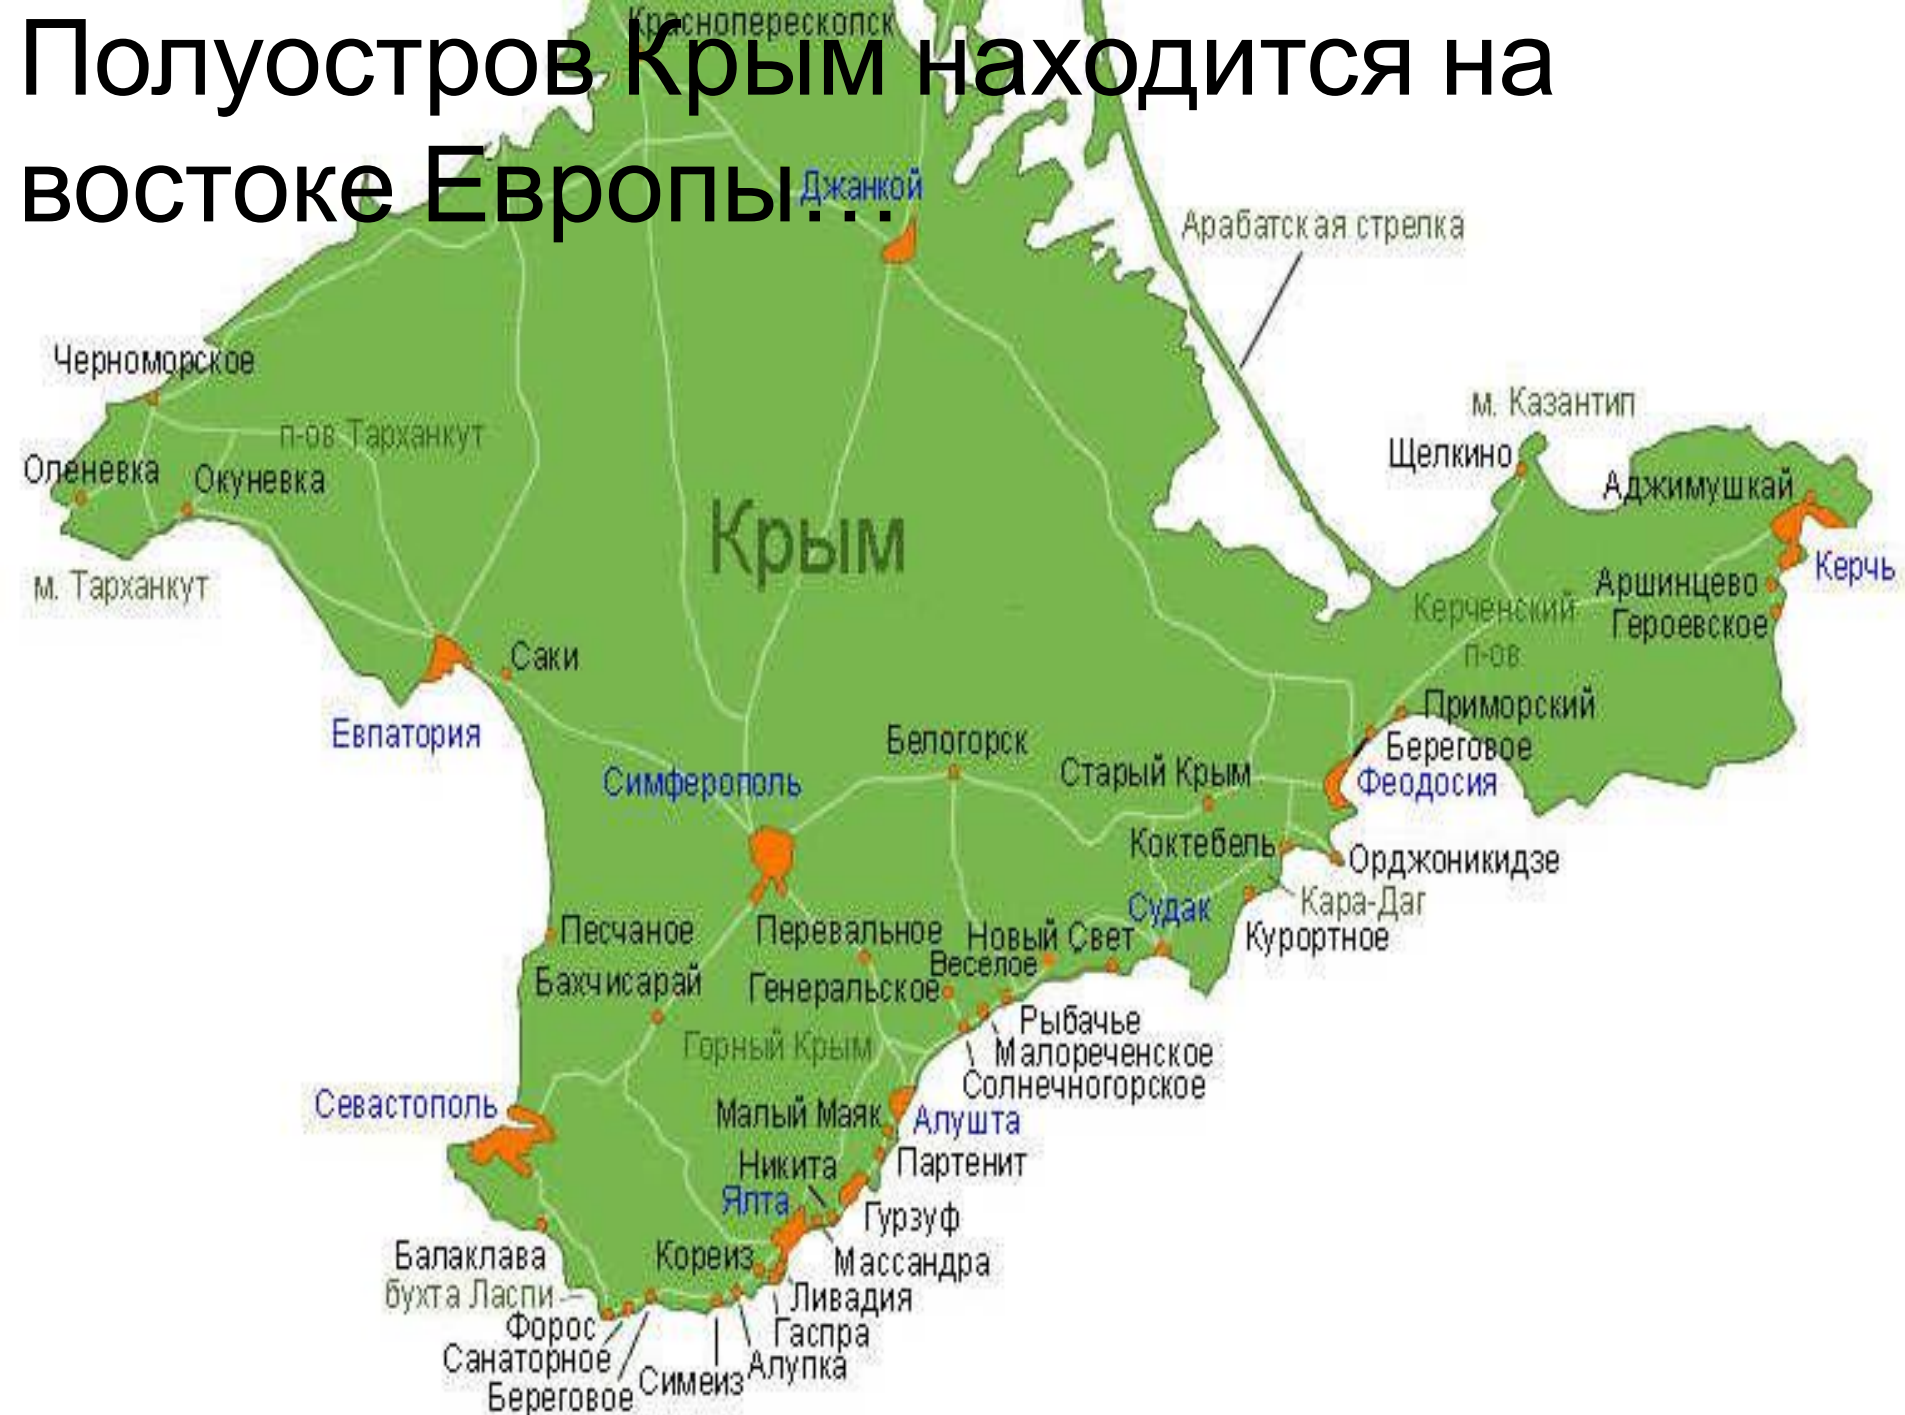 Красноперескопск
Полуостров Крым находится на
востоке Европы…
Джанкой
Арабатская стрелка
Черноморское
м. Казантип
п-ов Тарханкут
Щелкино
Оленевка
Окуневка
Аджимушкай
Крым
м. Тарханкут
Керчь
Аршинцево
Керченский
п-ов
Героевское
Саки
Приморский
Евпатория
Береговое
Белогорск
Старый Крым
Симферополь
Феодосия
Коктебель
Орджоникидзе
Кара-Даг
Судак
Курортное
Песчаное
Перевальное
Новый Свет
Веселое
Бахчисарай
Генеральское
Рыбачье
Горный Крым
Малореченское
Солнечногорское
Севастополь
Малый Маяк
Алушта
Никита
Партенит
Ялта
Гурзуф
Балаклава
Кореиз
Массандра
бухта Ласпи
Ливадия
Форос
Гаспра
Санаторное
Алупка
Симеиз
Береговое